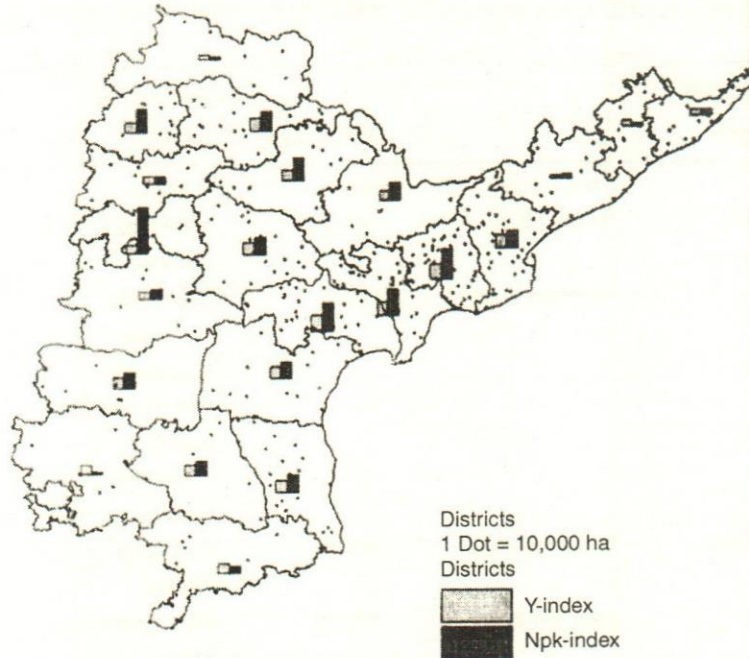 Districts
1 Dot = 10,000 ha
Districts
Y-index
Npk-index